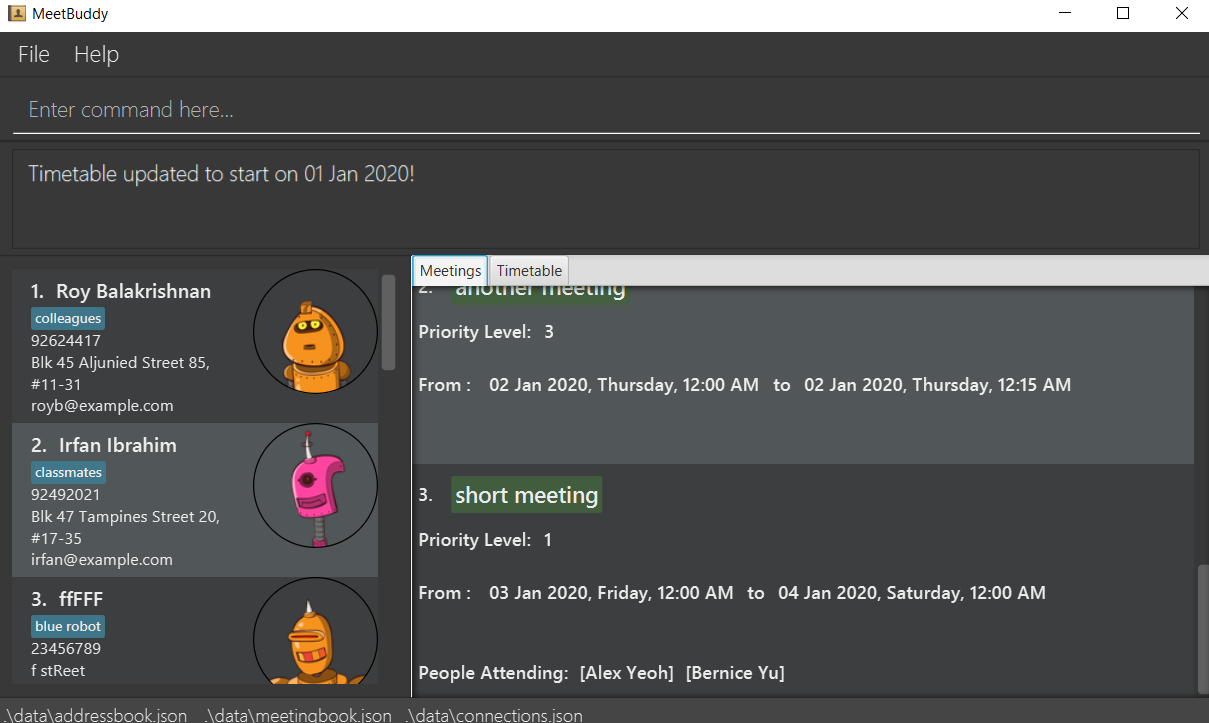 MeetBuddy
File Help
Enter command here...
Timetable updated to start on 01 Jan 2020!
1. Roy Balakrishnan
colleagues
92624417
Blk 45 Aljunied Street 85,
#11-31
royb@example.com
2. Irfan Ibrahim
classmates
92492021
Blk 47 Tampines Street 20,
#17-35
irfan@example.com
3. ffFFF
blue robot
23456789
f stReet
Meetings Timetable
2. another meeting
Priority Level: 3
From : 02 Jan 2020, Thursday, 12:00 AM to 02 Jan 2020, Thursday, 12:15 AM
3. short meeting
Priority Level: 1
From : 03 Jan 2020, Friday, 12:00 AM to 04 Jan 2020, Saturday, 12:00 AM
People Attending: [Alex Yeoh] [Bernice Yu]
.\data\addressbook.json .\data\meetingbook.json .\data\connections.json